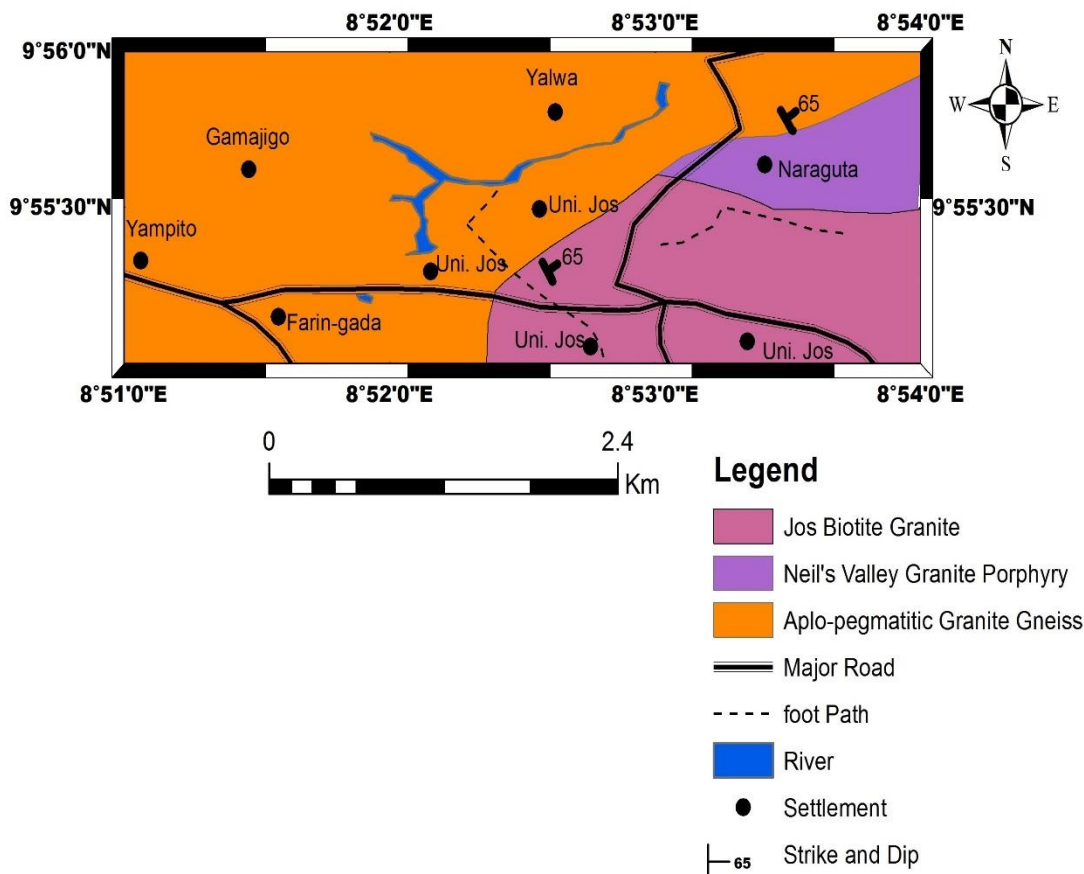 8°52'0"E 8°53'0"E 8°54'0"E
9°56'0"N
N
W E
S
Yalwa
65
Gamajigo
Naraguta
9°55'30"N 9°55'30"N
Uni. Jos
Yampito
65
Uni. Jos
Farin-gada
Uni. Jos
Uni. Jos
8°51'0"E 8°52'0"E 8°53'0"E 8°54'0"E
0 2.4
Km
Legend
Jos Biotite Granite
Neil's Valley Granite Porphyry
Aplo-pegmatitic Granite Gneiss
Major Road
foot Path
River
Settlement
65 Strike and Dip